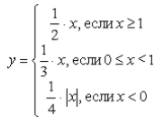 y = { 1/2 · x, если x ≥ 1
1/3 · x, если 0 ≤ x < 1
1/4 · |x|, если x < 0